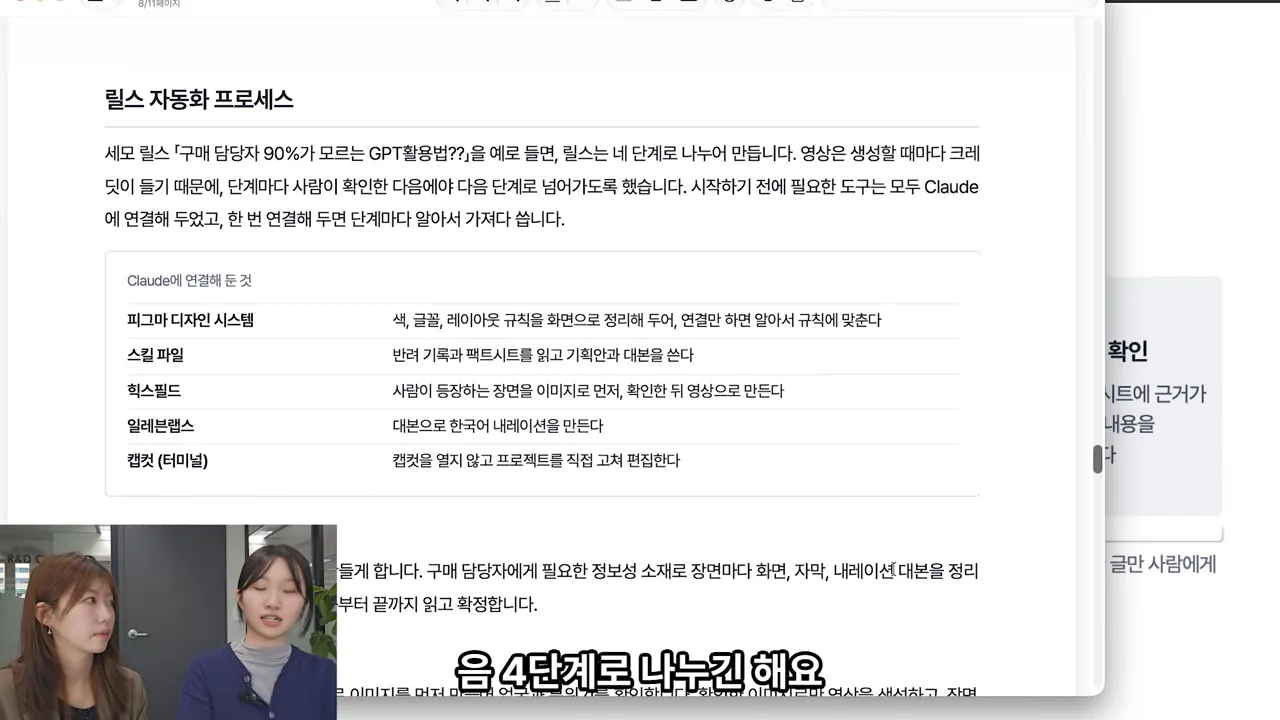 8/11페이지
릴스 자동화 프로세스
세모 릴스 「구매 담당자 90%가 모르는 GPT활용법??」을 예로 들면, 릴스는 네 단계로 나누어 만듭니다. 영상은 생성할 때마다 크레
딧이 들기 때문에, 단계마다 사람이 확인한 다음에야 다음 단계로 넘어가도록 했습니다. 시작하기 전에 필요한 도구는 모두 Claude
에 연결해 두었고, 한 번 연결해 두면 단계마다 알아서 가져다 씁니다.
Claude에 연결해 둔 것
피그마 디자인 시스템 색, 글꼴, 레이아웃 규칙을 화면으로 정리해 두어, 연결만 하면 알아서 규칙에 맞춘다
스킬 파일 반려 기록과 팩트시트를 읽고 기획안과 대본을 쓴다
힉스필드 사람이 등장하는 장면을 이미지로 먼저, 확인한 뒤 영상으로 만든다
일레븐랩스 대본으로 한국어 내레이션을 만든다
캡컷 (터미널) 캡컷을 열지 않고 프로젝트를 직접 고쳐 편집한다
확인
시트에 근거가
내용을
다
글만 사람에게
들게 합니다. 구매 담당자에게 필요한 정보성 소재로 장면마다 화면, 자막, 내레이션 대본을 정리
부터 끝까지 읽고 확정합니다.
음 4단계로 나누긴 해요